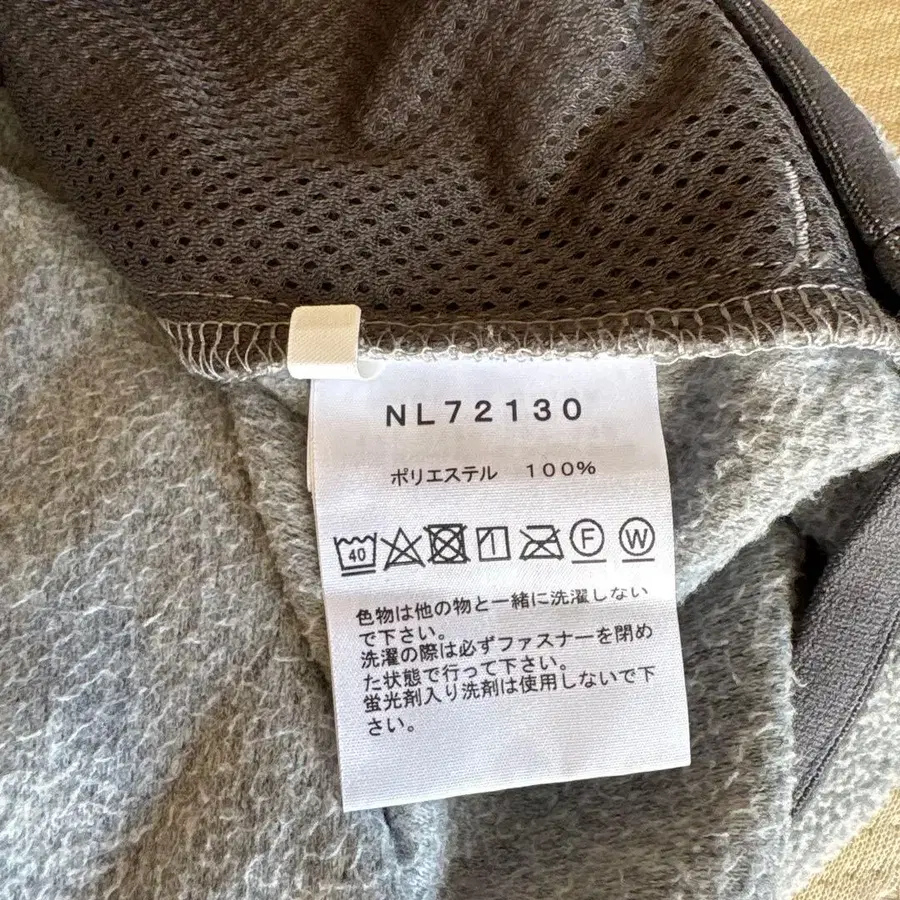 NL72130
ポリエステル 100%
40 F W
色物は他の物と一緒に洗濯しない
で下さい。
洗濯の際は必ずファスナーを閉め
た状態で行って下さい。
蛍光剤入り洗剤は使用しないで下
さい。